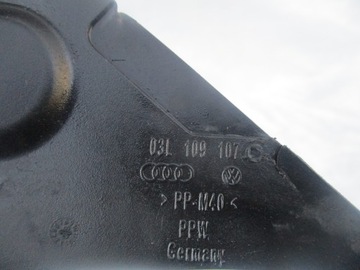 03L 109 107
> PP-M40 <
PPW
Germany